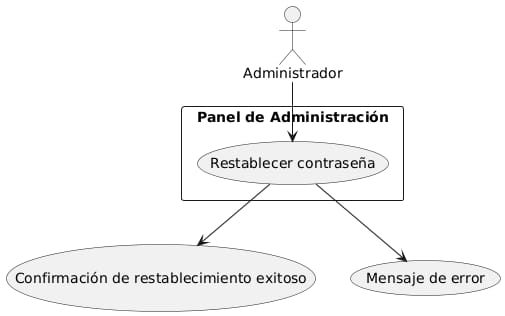 Administrador
Panel de Administración
Restablecer contraseña
Confirmación de restablecimiento exitoso
Mensaje de error